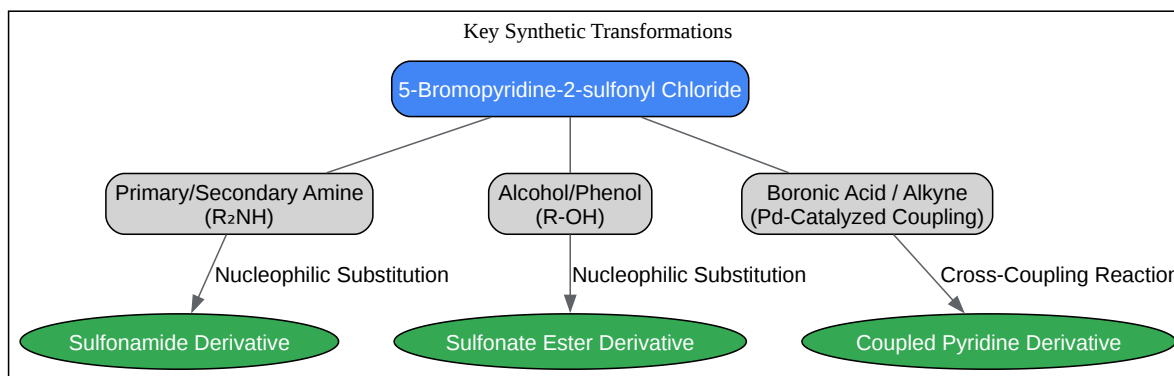 Key Synthetic Transformations
5-Bromopyridine-2-sulfonyl Chloride
Primary/Secondary Amine
(R₂NH)
Alcohol/Phenol
(R-OH)
Boronic Acid / Alkyne
(Pd-Catalyzed Coupling)
Nucleophilic Substitution
Nucleophilic Substitution
Cross-Coupling Reaction
Sulfonamide Derivative
Sulfonate Ester Derivative
Coupled Pyridine Derivative